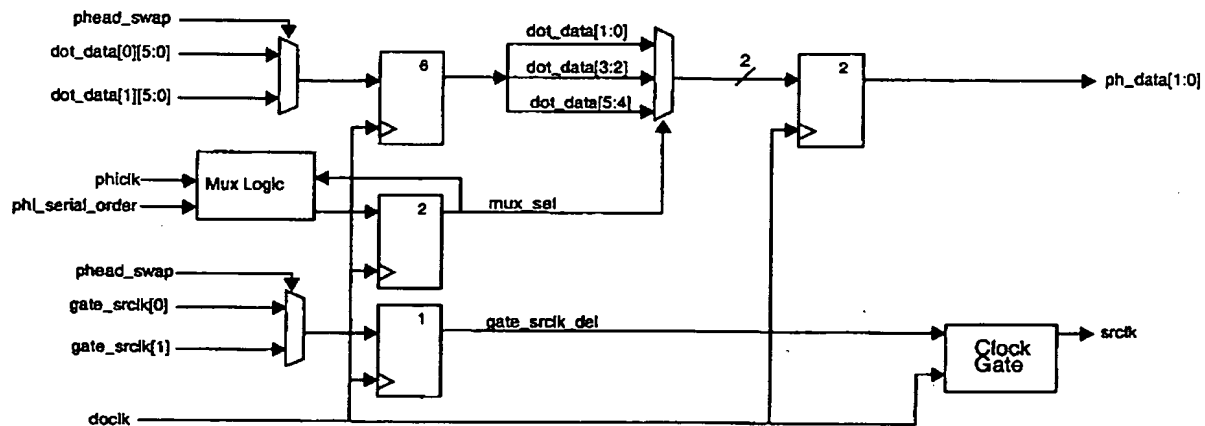 phead_swap
dot_data[0][5:0]
dot_data[1][5:0]
6
dot_data[1:0]
dot_data[3:2]
dot_data[5:4]
2
2
ph_data[1:0]
phiclk
phi_serial_order
Mux Logic
2
mux_sel
phead_swap
gate_srclk[0]
gate_srclk[1]
1
gate_srclk_del
Clock
Gate
srclk
doclk